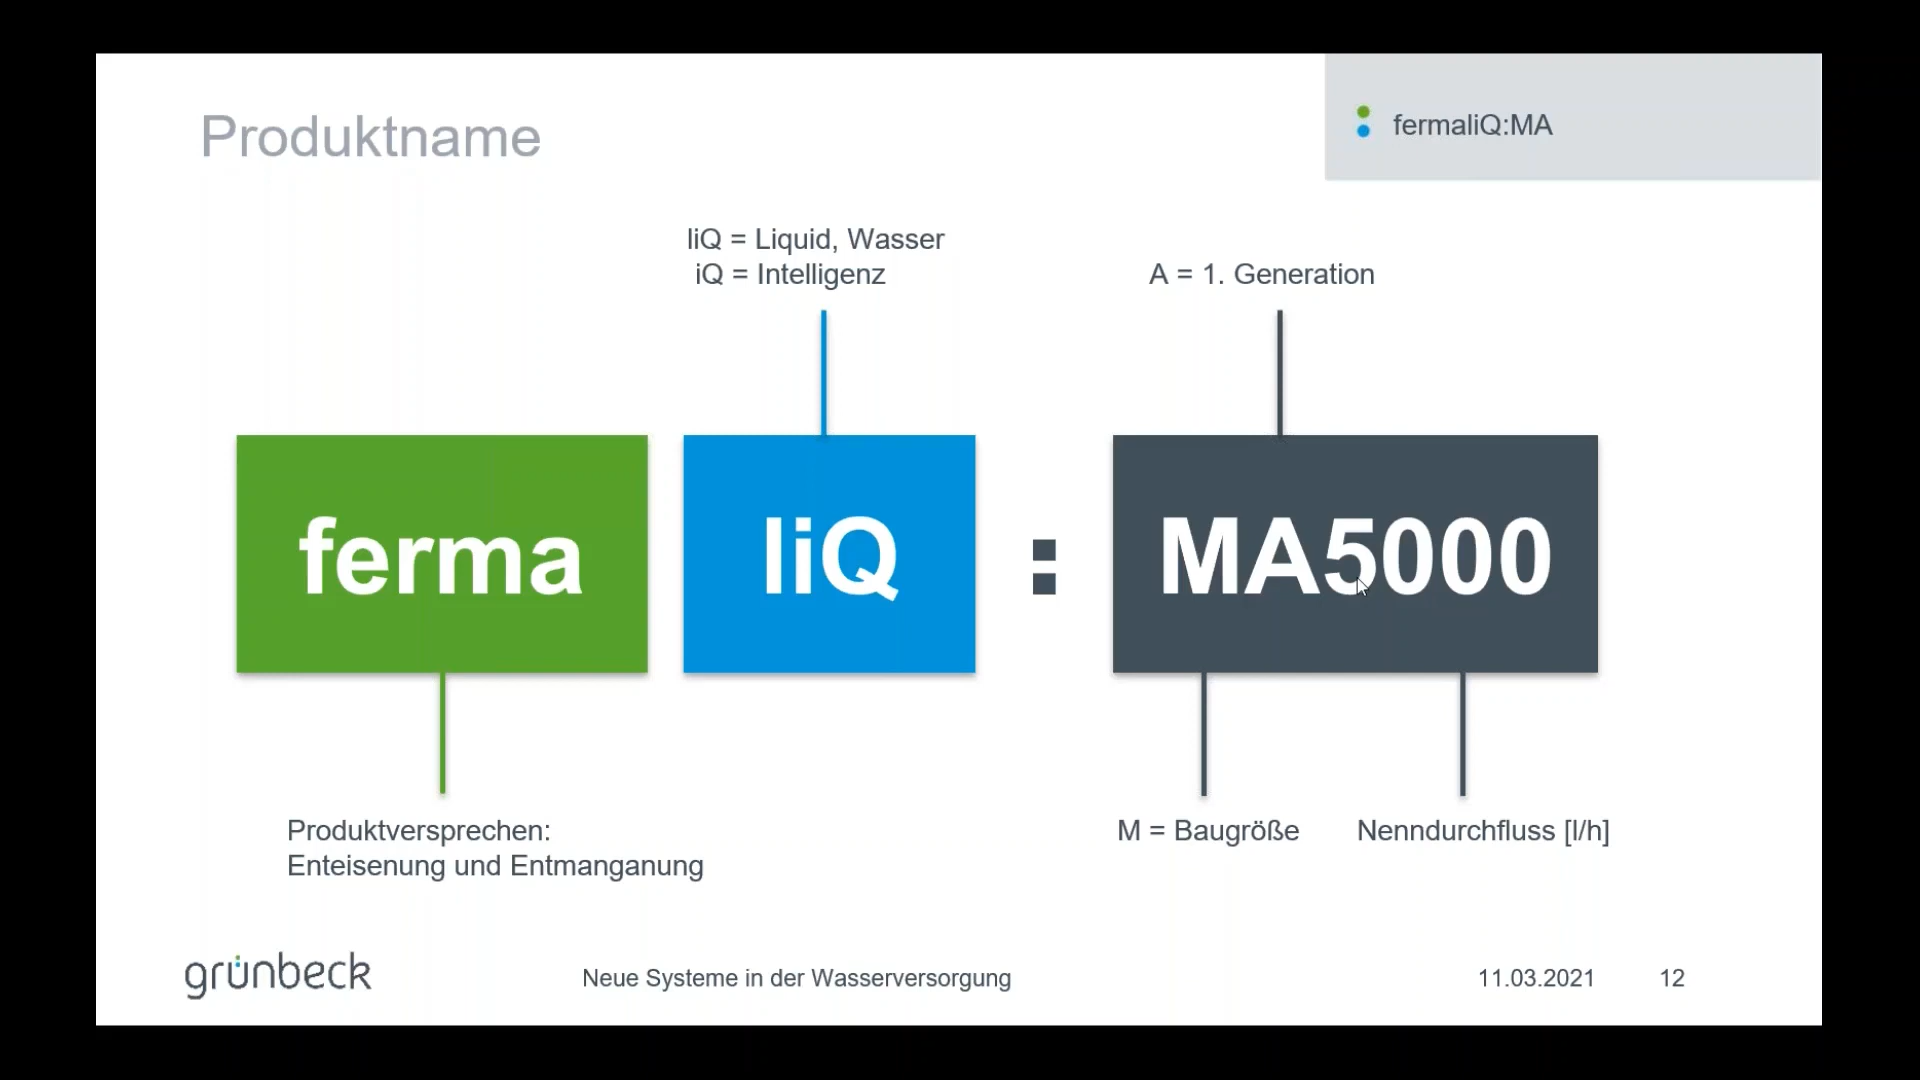 Produktname
fermaliQ:MA
liQ = Liquid, Wasser
iQ = Intelligenz
A = 1. Generation
ferma
liQ
:
MA5000
Produktversprechen:
Enteisenung und Entmanganung
M = Baugröße
Nenndurchfluss [l/h]
grünbeck
Neue Systeme in der Wasserversorgung
11.03.2021
12